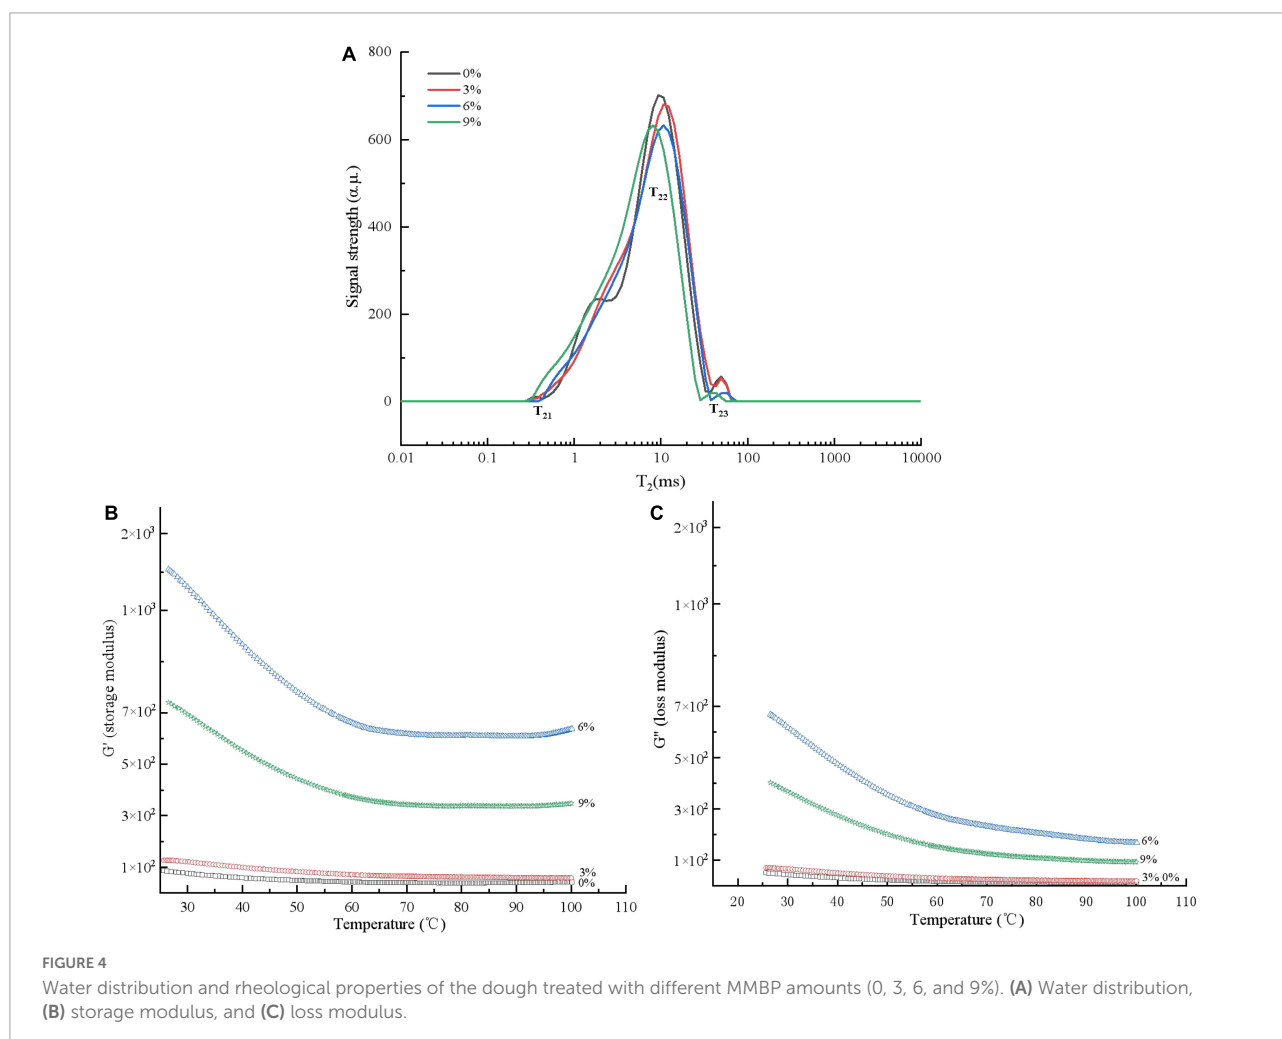 A
800
600
400
200
0
Signal strength (α.μ.)
0%
3%
6%
9%
T22
T21
T23
0.01 0.1 1 10 100 1000 10000
T2(ms)
B
2×10³
1×10³
7×10²
5×10²
3×10²
1×10²
G' (storage modulus)
6%
9%
3%
0%
30 40 50 60 70 80 90 100 110
Temperature (℃)
C
2×10³
1×10³
7×10²
5×10²
3×10²
1×10²
G" (loss modulus)
6%
9%
3% 0%
20 30 40 50 60 70 80 90 100 110
Temperature (℃)
FIGURE 4
Water distribution and rheological properties of the dough treated with different MMBP amounts (0, 3, 6, and 9%). (A) Water distribution,
(B) storage modulus, and (C) loss modulus.